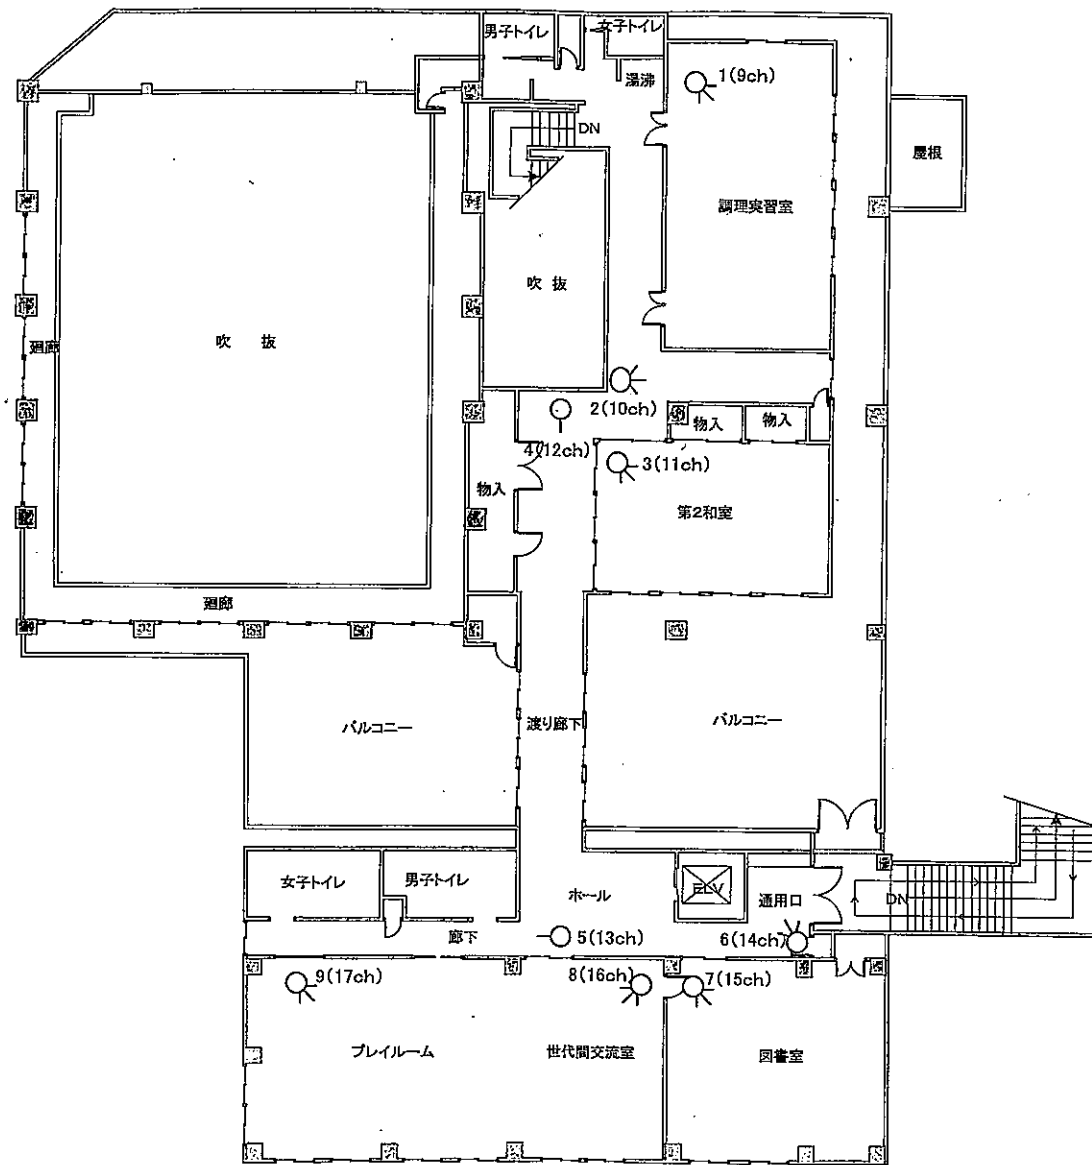 男子トイレ
女子トイレ
湯沸
1(9ch)
DN
屋根
調理実習室
吹 抜
廻廊
吹 抜
2(10ch)
4(12ch)
物入
物入
3(11ch)
物入
第2和室
廻廊
バルコニー
渡り廊下
バルコニー
女子トイレ
男子トイレ
ホール
ELV
通用口
DN
廊下
5(13ch)
6(14ch)
9(17ch)
8(16ch)
7(15ch)
プレイルーム
世代間交流室
図書室